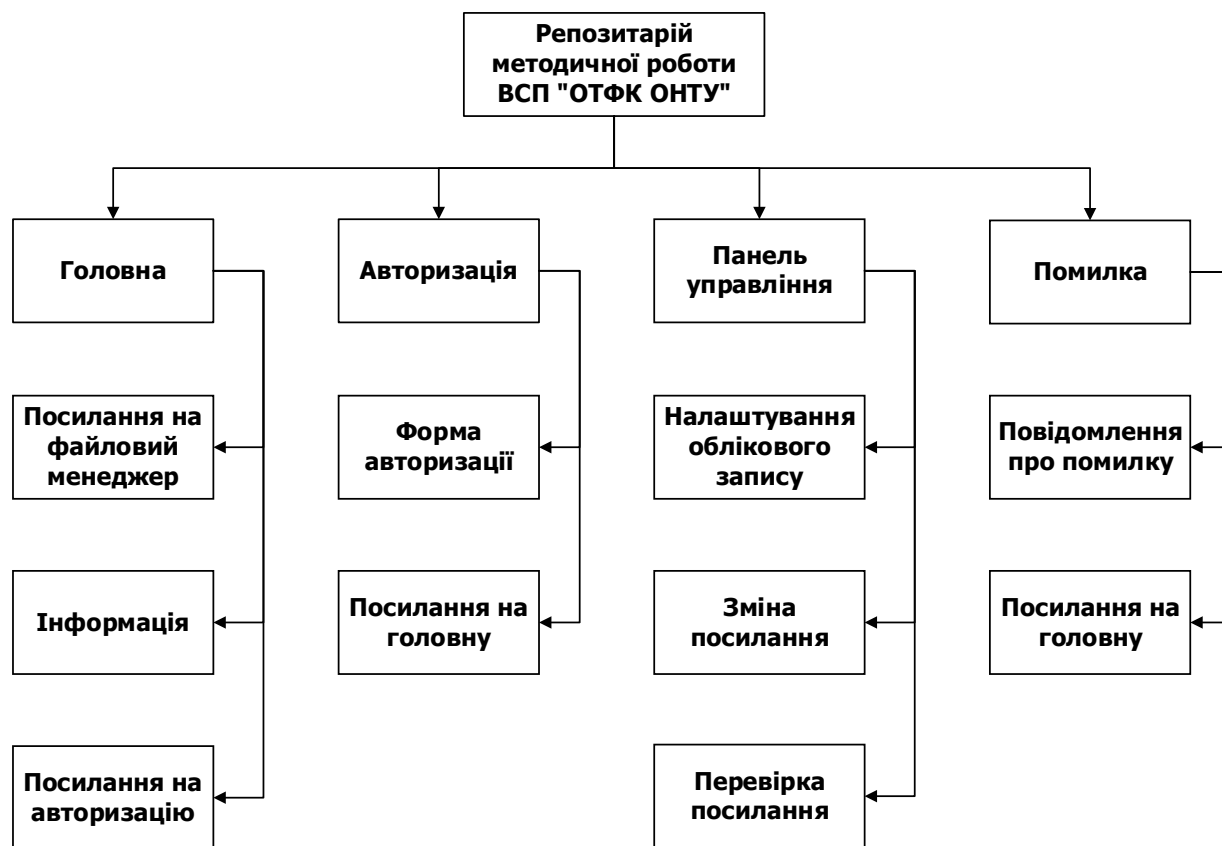 Репозитарій
методичної роботи
ВСП "ОТФК ОНТУ"
Головна
Авторизація
Панель
управління
Помилка
Посилання на
файловий
менеджер
Форма
авторизації
Налаштування
облікового
запису
Повідомлення
про помилку
Інформація
Посилання на
головну
Зміна
посилання
Посилання на
головну
Посилання на
авторизацію
Перевірка
посилання